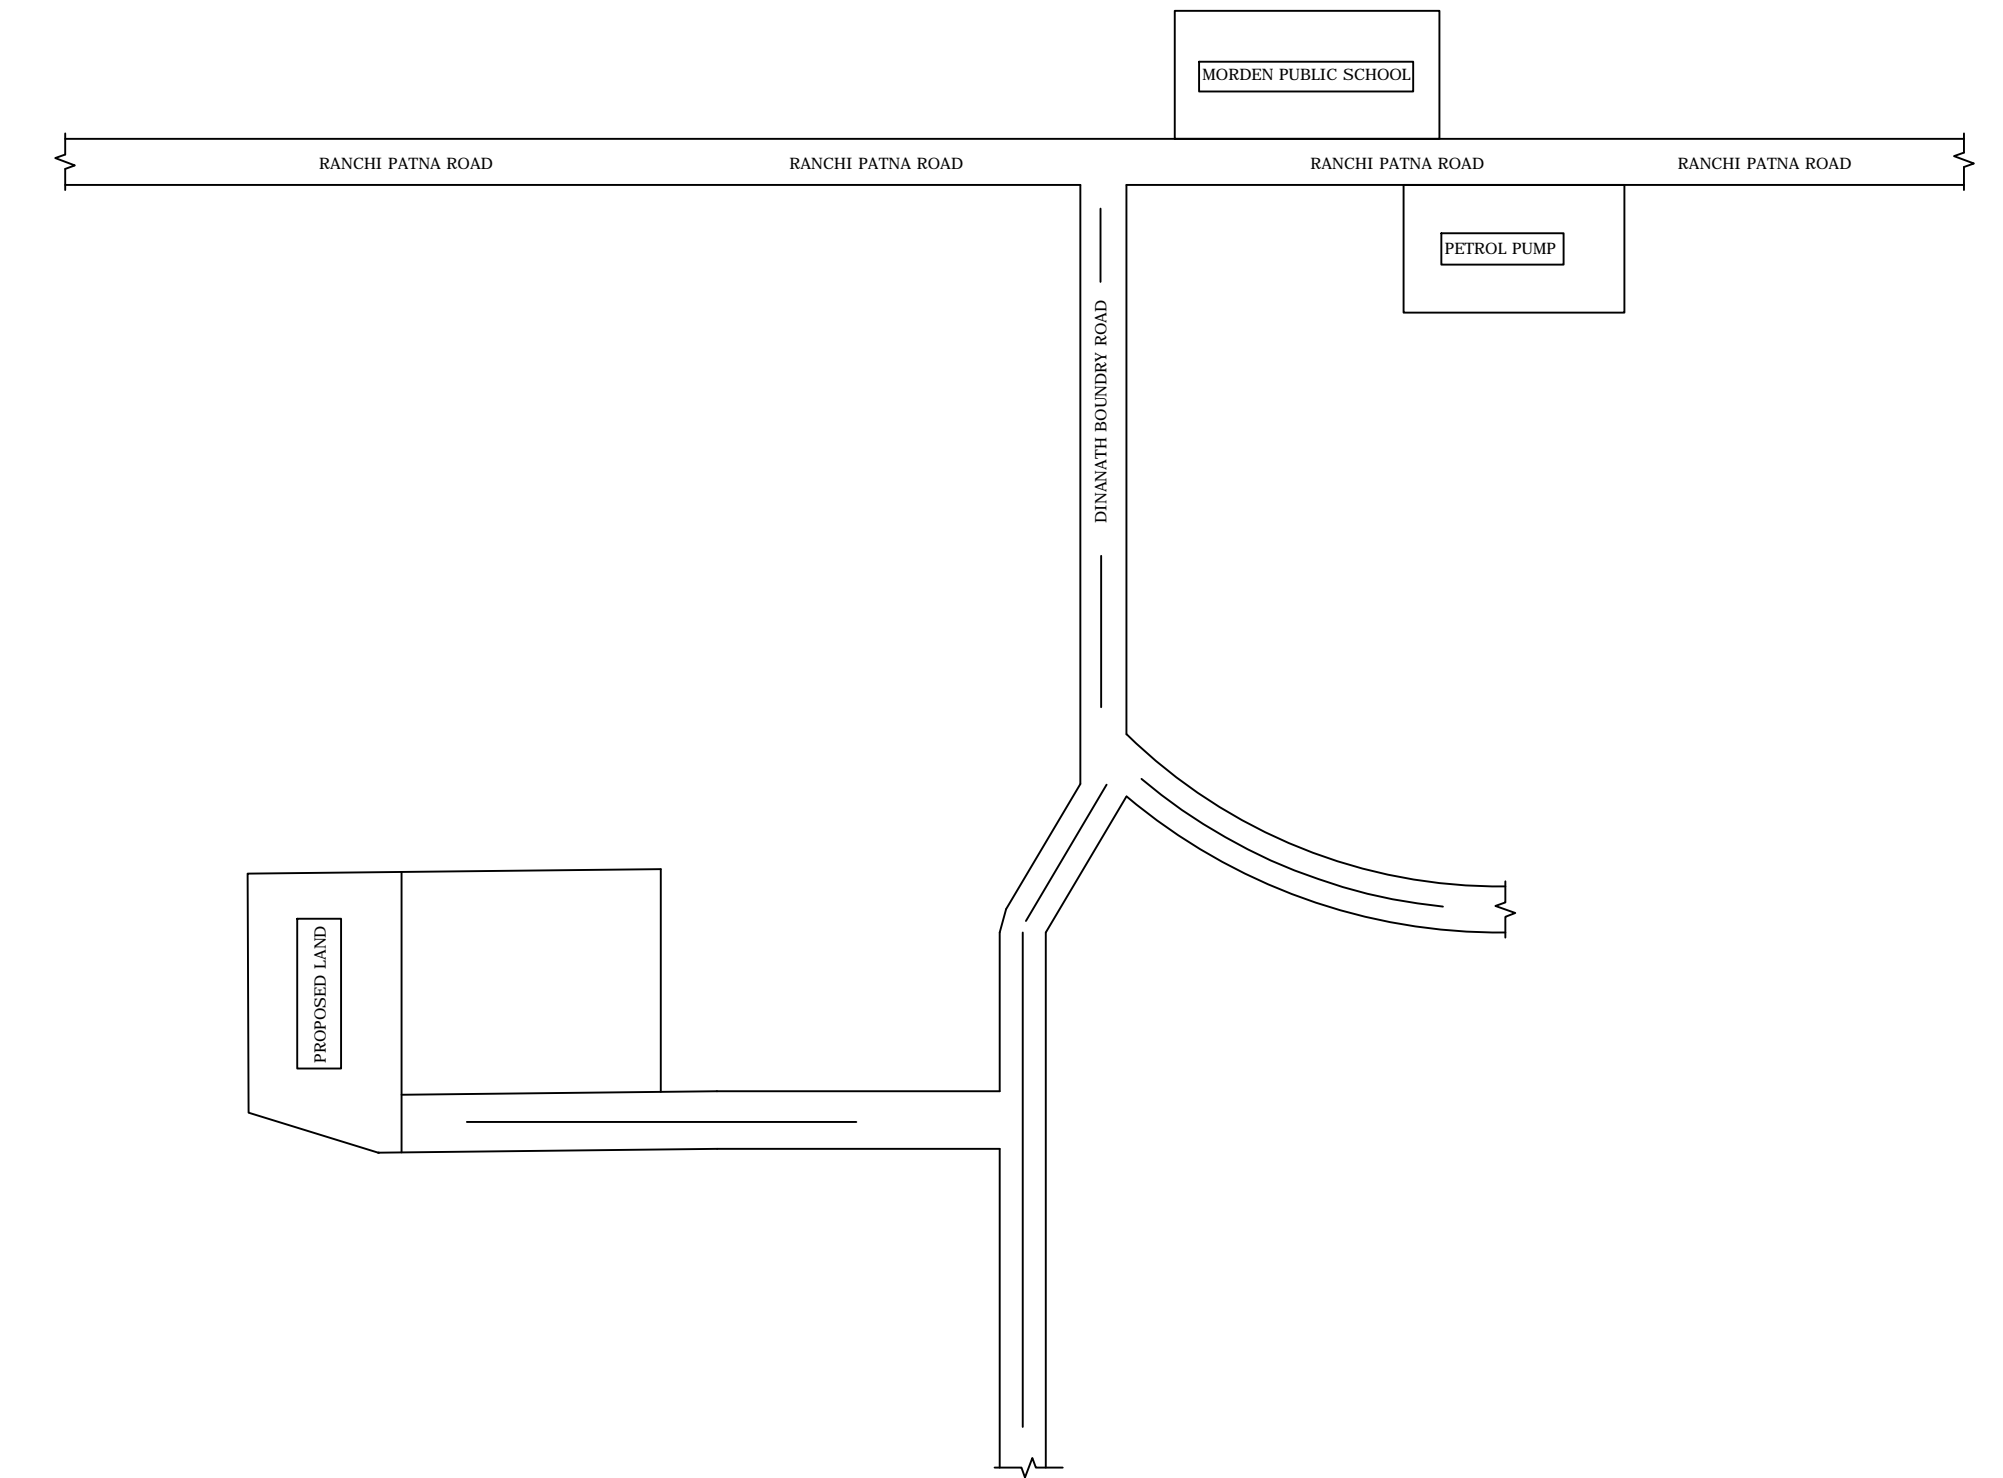 MORDEN PUBLIC SCHOOL
RANCHI PATNA ROAD
RANCHI PATNA ROAD
RANCHI PATNA ROAD
RANCHI PATNA ROAD
PETROL PUMP
DINANATH BOUNDRY ROAD
PROPOSED LAND